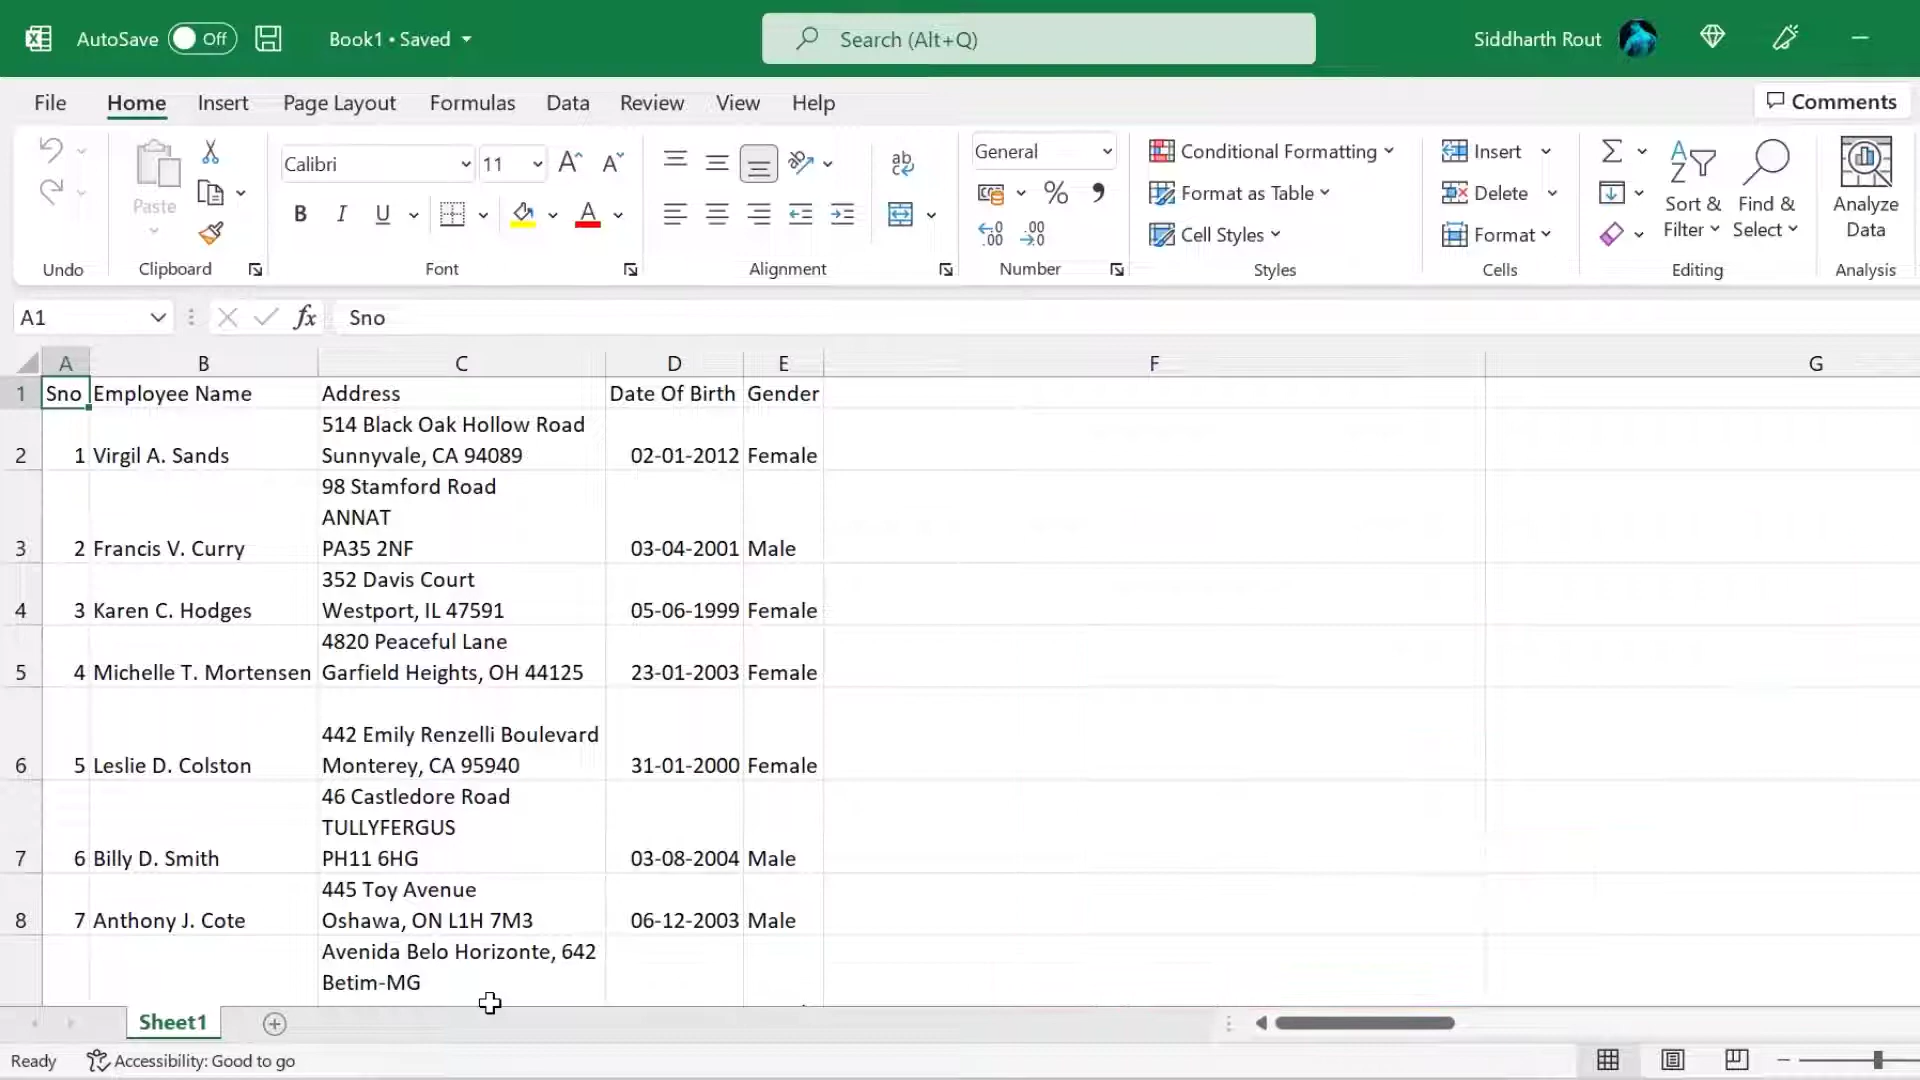 AutoSave Off Book1 • Saved Search (Alt+Q) Siddharth Rout
File Home Insert Page Layout Formulas Data Review View Help Comments
Paste Calibri 11 B I U A ab General % Conditional Formatting Format as Table Cell Styles Insert Delete Format Sort & Filter Find & Select Analyze Data
Undo Clipboard Font Alignment Number Styles Cells Editing Analysis
A1 fx Sno
A B C D E F G
1 Sno Employee Name Address Date Of Birth Gender
514 Black Oak Hollow Road
2 1 Virgil A. Sands Sunnyvale, CA 94089 02-01-2012 Female
98 Stamford Road
ANNAT
3 2 Francis V. Curry PA35 2NF 03-04-2001 Male
352 Davis Court
4 3 Karen C. Hodges Westport, IL 47591 05-06-1999 Female
4820 Peaceful Lane
5 4 Michelle T. Mortensen Garfield Heights, OH 44125 23-01-2003 Female
442 Emily Renzelli Boulevard
6 5 Leslie D. Colston Monterey, CA 95940 31-01-2000 Female
46 Castledore Road
TULLYFERGUS
7 6 Billy D. Smith PH11 6HG 03-08-2004 Male
445 Toy Avenue
8 7 Anthony J. Cote Oshawa, ON L1H 7M3 06-12-2003 Male
Avenida Belo Horizonte, 642
Betim-MG
Sheet1
Ready Accessibility: Good to go